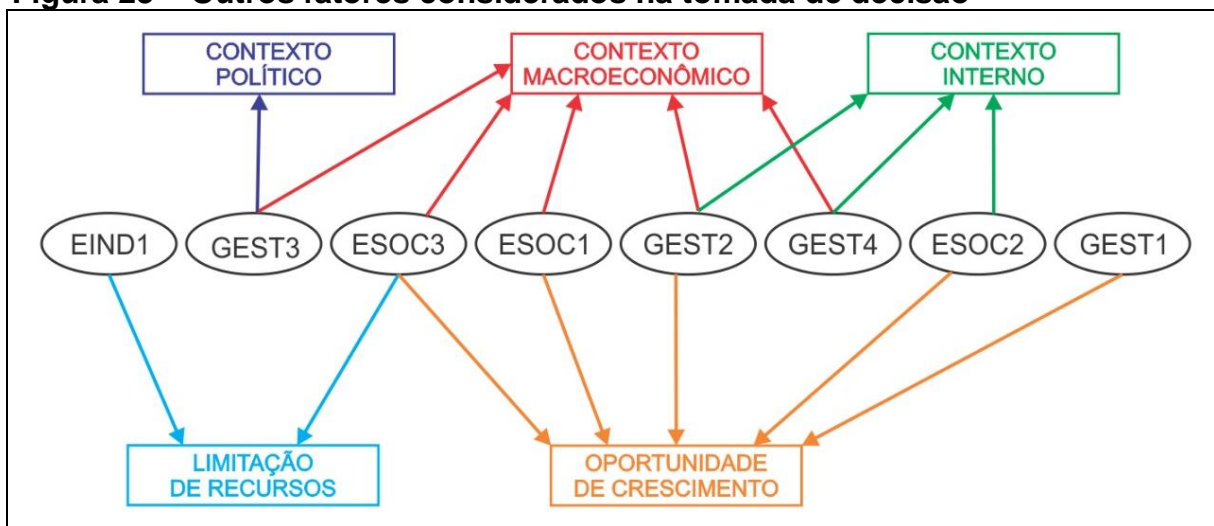 Figura – Outros fatores considerados na tomada de decisão
CONTEXTO
POLÍTICO
CONTEXTO
MACROECONÔMICO
CONTEXTO
INTERNO
EIND1
GEST3
ESOC3
ESOC1
GEST2
GEST4
ESOC2
GEST1
LIMITAÇÃO
DE RECURSOS
OPORTUNIDADE
DE CRESCIMENTO